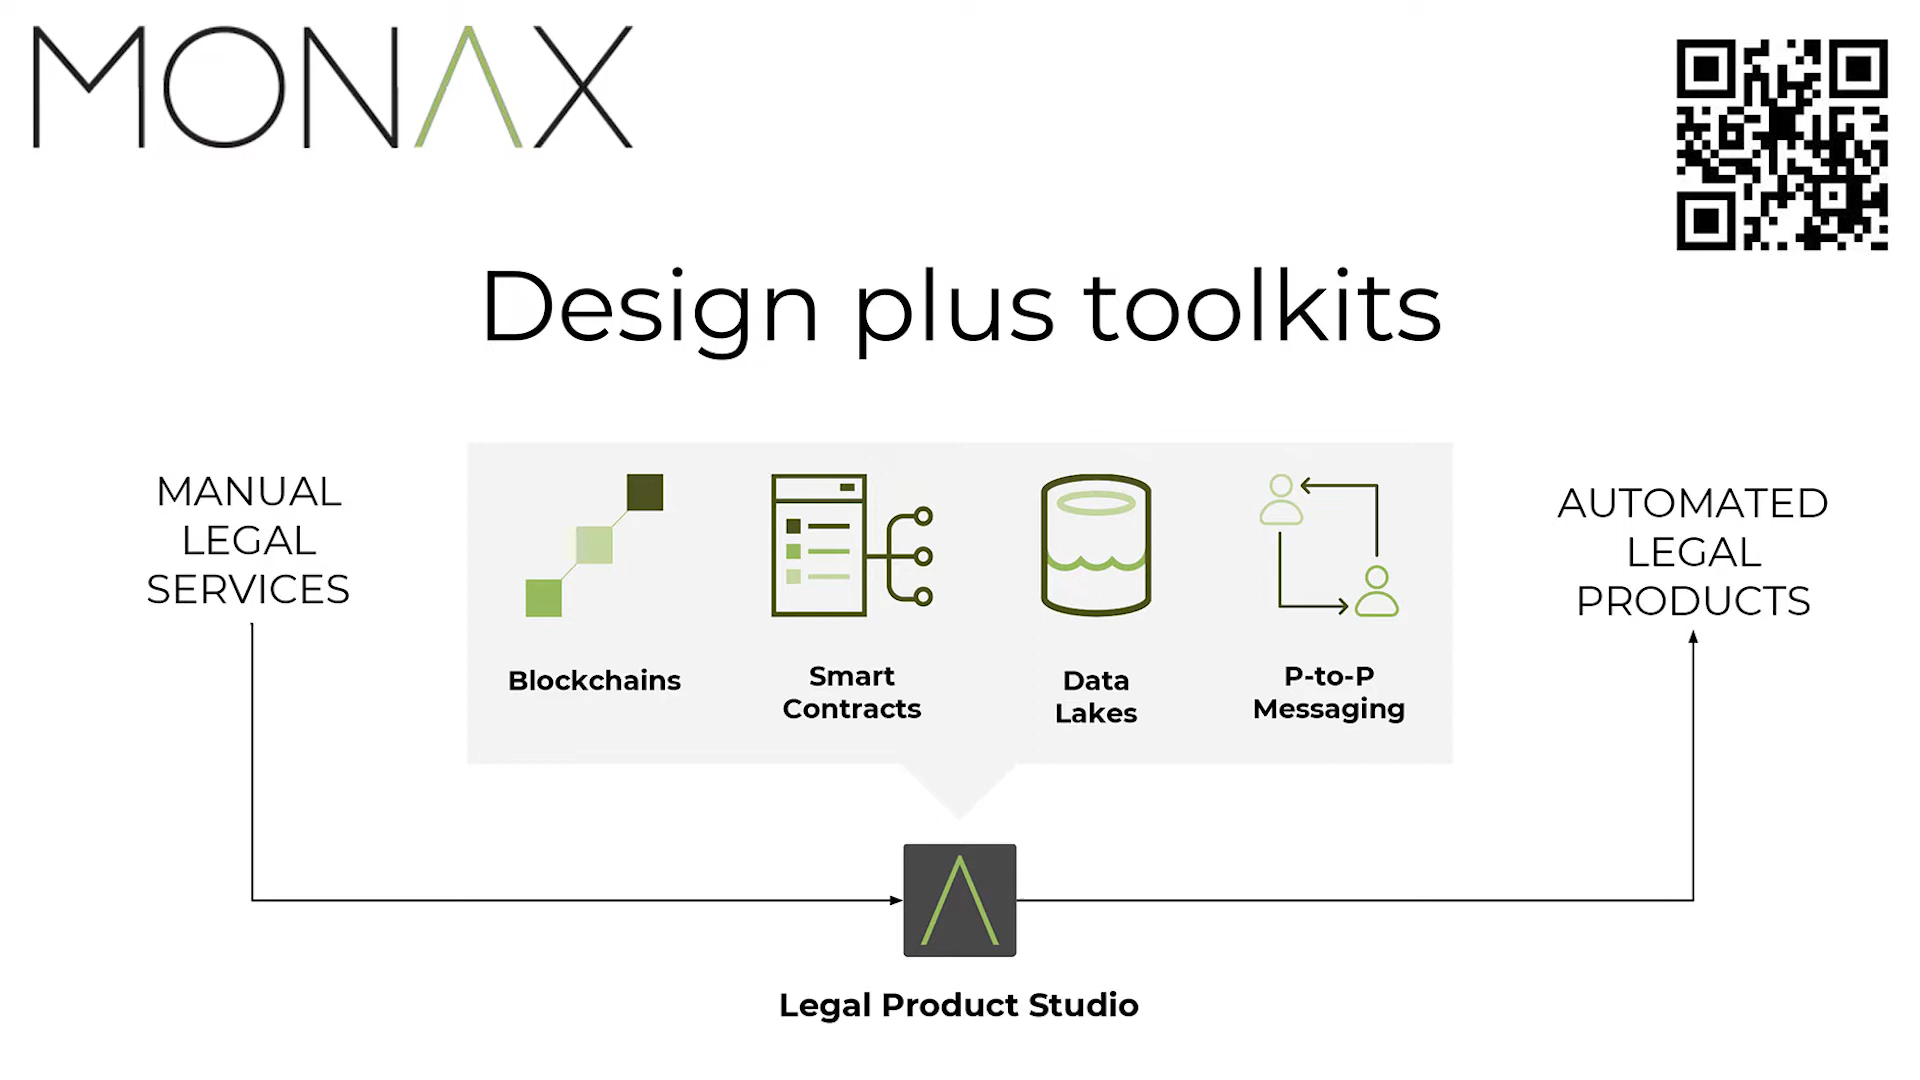 MONAX
Design plus toolkits
MANUAL
LEGAL
SERVICES
Blockchains
Smart
Contracts
Data
Lakes
P-to-P
Messaging
AUTOMATED
LEGAL
PRODUCTS
Legal Product Studio